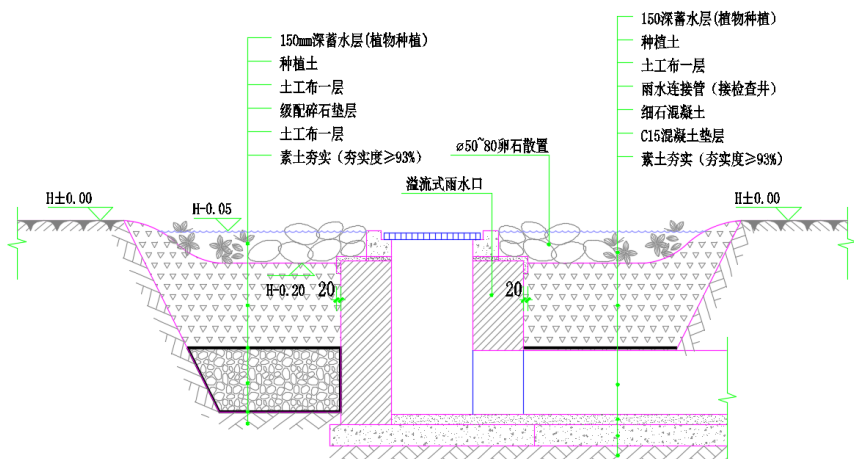 150mm深蓄水层(植物种植)
种植土
土工布一层
级配碎石垫层
土工布一层
素土夯实(夯实度≥93%)
150深蓄水层(植物种植)
种植土
土工布一层
雨水连接管(接检查井)
细石混凝土
C15混凝土垫层
素土夯实(夯实度≥93%)
ø50~80卵石散置
溢流式雨水口
H±0.00
H-0.05
H±0.00
H-0.20
20
20